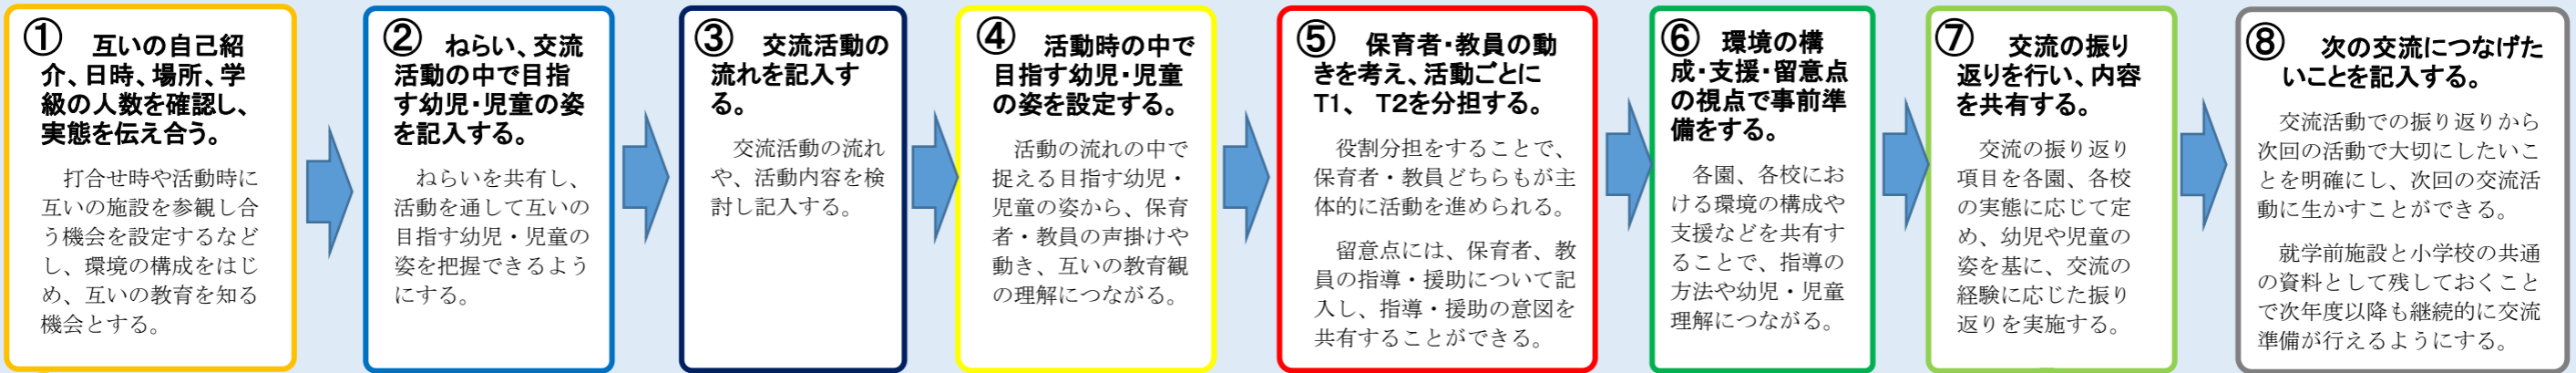 ① 互いの自己紹
介、日時、場所、学
級の人数を確認し、
実態を伝え合う。
打合せ時や活動時に
互いの施設を参観し合
う機会を設定するなど
し、環境の構成をはじ
め、互いの教育を知る
機会とする。
② ねらい、交流
活動の中で目指
す幼児・児童の姿
を記入する。
ねらいを共有し、
活動を通して互いの
目指す幼児・児童の
姿を把握できるよう
にする。
③ 交流活動の
流れを記入す
る。
交流活動の流れ
や、活動内容を検
討し記入する。
④ 活動時の中で
目指す幼児・児童
の姿を設定する。
活動の流れの中で
捉える目指す幼児・
児童の姿から、保育
者・教員の声掛けや
動き、互いの教育観
の理解につながる。
⑤ 保育者・教員の動
きを考え、活動ごとに
T1、 T2を分担する。
役割分担をすることで、
保育者・教員どちらもが主
体的に活動を進められる。
留意点には、保育者、教
員の指導・援助について記
入し、指導・援助の意図を
共有することができる。
⑥ 環境の構
成・支援・留意点
の視点で事前準
備をする。
各園、各校にお
ける環境の構成や
支援などを共有す
ることで、指導の
方法や幼児・児童
理解につながる。
⑦ 交流の振り
返りを行い、内容
を共有する。
交流の振り返り
項目を各園、各校
の実態に応じて定
め、幼児や児童の
姿を基に、交流の
経験に応じた振り
返りを実施する。
⑧ 次の交流につなげた
いことを記入する。
交流活動での振り返りから
次回の活動で大切にしたいこ
とを明確にし、次回の交流活
動に生かすことができる。
就学前施設と小学校の共通
の資料として残しておくこと
で次年度以降も継続的に交流
準備が行えるようにする。